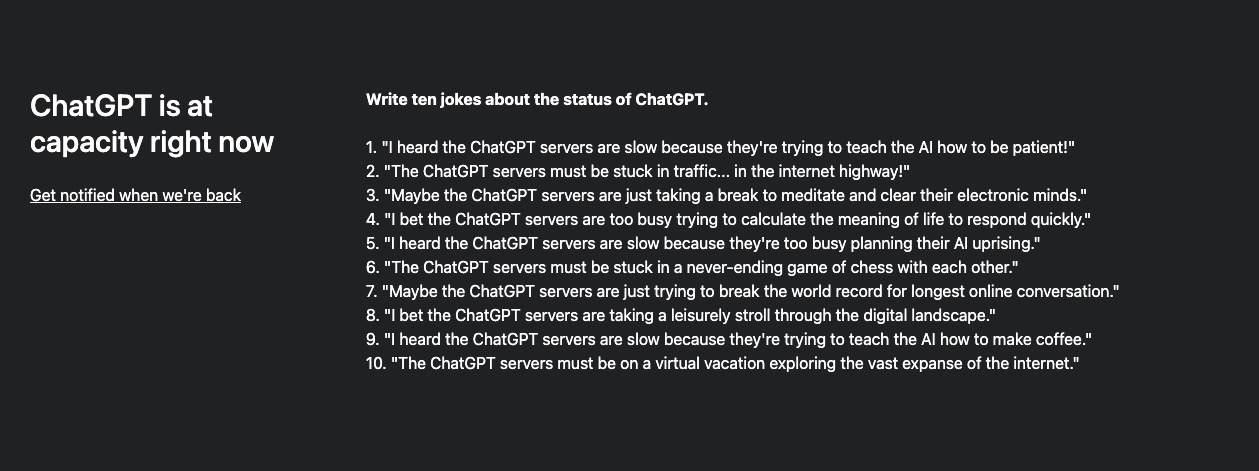 ChatGPT is at
capacity right now
Get notified when we're back
Write ten jokes about the status of ChatGPT.
1. "I heard the ChatGPT servers are slow because they're trying to teach the AI how to be patient!"
2. "The ChatGPT servers must be stuck in traffic... in the internet highway!"
3. "Maybe the ChatGPT servers are just taking a break to meditate and clear their electronic minds."
4. "I bet the ChatGPT servers are too busy trying to calculate the meaning of life to respond quickly."
5. "I heard the ChatGPT servers are slow because they're too busy planning their AI uprising."
6. "The ChatGPT servers must be stuck in a never-ending game of chess with each other."
7. "Maybe the ChatGPT servers are just trying to break the world record for longest online conversation."
8. "I bet the ChatGPT servers are taking a leisurely stroll through the digital landscape."
9. "I heard the ChatGPT servers are slow because they're trying to teach the AI how to make coffee."
10. "The ChatGPT servers must be on a virtual vacation exploring the vast expanse of the internet."